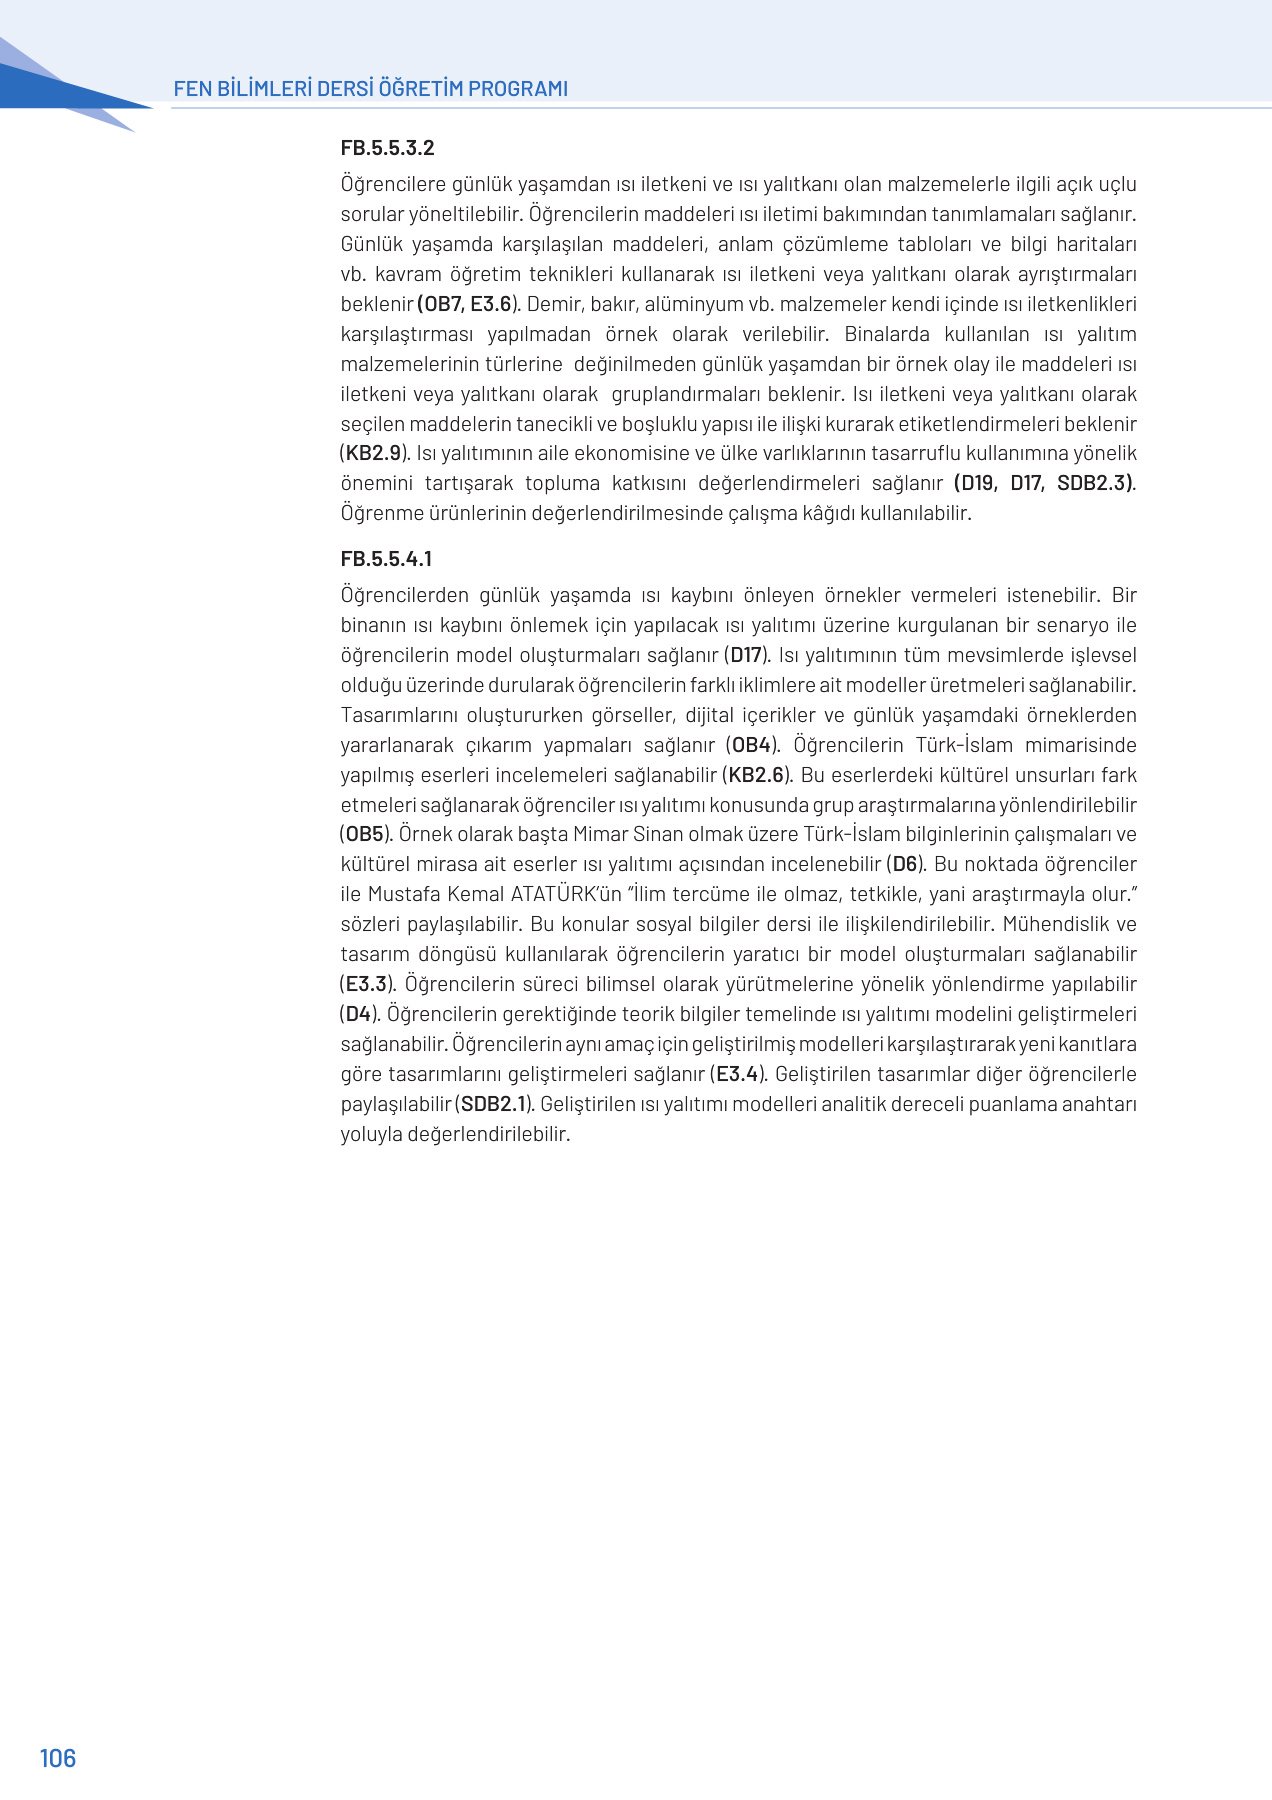 FEN BİLİMLERİ DERSİ ÖĞRETİM PROGRAMI
FB.5.5.3.2
Öğrencilere günlük yaşamdan ısı iletkeni ve ısı yalıtkanı olan malzemelerle ilgili açık uçlu
sorular yöneltilebilir. Öğrencilerin maddeleri ısı iletimi bakımından tanımlamaları sağlanır.
Günlük yaşamda karşılaşılan maddeleri, anlam çözümleme tabloları ve bilgi haritaları
vb. kavram öğretim teknikleri kullanarak ısı iletkeni veya yalıtkanı olarak ayrıştırmaları
beklenir (OB7, E3.6). Demir, bakır, alüminyum vb. malzemeler kendi içinde ısı iletkenlikleri
karşılaştırması yapılmadan örnek olarak verilebilir. Binalarda kullanılan ısı yalıtım
malzemelerinin türlerine değinilmeden günlük yaşamdan bir örnek olay ile maddeleri ısı
iletkeni veya yalıtkanı olarak gruplandırmaları beklenir. Isı iletkeni veya yalıtkanı olarak
seçilen maddelerin tanecikli ve boşluklu yapısı ile ilişki kurarak etiketlendirmeleri beklenir
(KB2.9). Isı yalıtımının aile ekonomisine ve ülke varlıklarının tasarruflu kullanımına yönelik
önemini tartışarak topluma katkısını değerlendirmeleri sağlanır (D19, D17, SDB2.3).
Öğrenme ürünlerinin değerlendirilmesinde çalışma kâğıdı kullanılabilir.
FB.5.5.4.1
Öğrencilerden günlük yaşamda ısı kaybını önleyen örnekler vermeleri istenebilir. Bir
binanın ısı kaybını önlemek için yapılacak ısı yalıtımı üzerine kurgulanan bir senaryo ile
öğrencilerin model oluşturmaları sağlanır (D17). Isı yalıtımının tüm mevsimlerde işlevsel
olduğu üzerinde durularak öğrencilerin farklı iklimlere ait modeller üretmeleri sağlanabilir.
Tasarımlarını oluştururken görseller, dijital içerikler ve günlük yaşamdaki örneklerden
yararlanarak çıkarım yapmaları sağlanır (OB4). Öğrencilerin Türk-İslam mimarisinde
yapılmış eserleri incelemeleri sağlanabilir (KB2.6). Bu eserlerdeki kültürel unsurları fark
etmeleri sağlanarak öğrenciler ısı yalıtımı konusunda grup araştırmalarına yönlendirilebilir
(OB5). Örnek olarak başta Mimar Sinan olmak üzere Türk-İslam bilginlerinin çalışmaları ve
kültürel mirasa ait eserler ısı yalıtımı açısından incelenebilir (D6). Bu noktada öğrenciler
ile Mustafa Kemal ATATÜRK’ün “İlim tercüme ile olmaz, tetkikle, yani araştırmayla olur.”
sözleri paylaşılabilir. Bu konular sosyal bilgiler dersi ile ilişkilendirilebilir. Mühendislik ve
tasarım döngüsü kullanılarak öğrencilerin yaratıcı bir model oluşturmaları sağlanabilir
(E3.3). Öğrencilerin süreci bilimsel olarak yürütmelerine yönelik yönlendirme yapılabilir
(D4). Öğrencilerin gerektiğinde teorik bilgiler temelinde ısı yalıtımı modelini geliştirmeleri
sağlanabilir. Öğrencilerin aynı amaç için geliştirilmiş modelleri karşılaştırarak yeni kanıtlara
göre tasarımlarını geliştirmeleri sağlanır (E3.4). Geliştirilen tasarımlar diğer öğrencilerle
paylaşılabilir (SDB2.1). Geliştirilen ısı yalıtımı modelleri analitik dereceli puanlama anahtarı
yoluyla değerlendirilebilir.
106